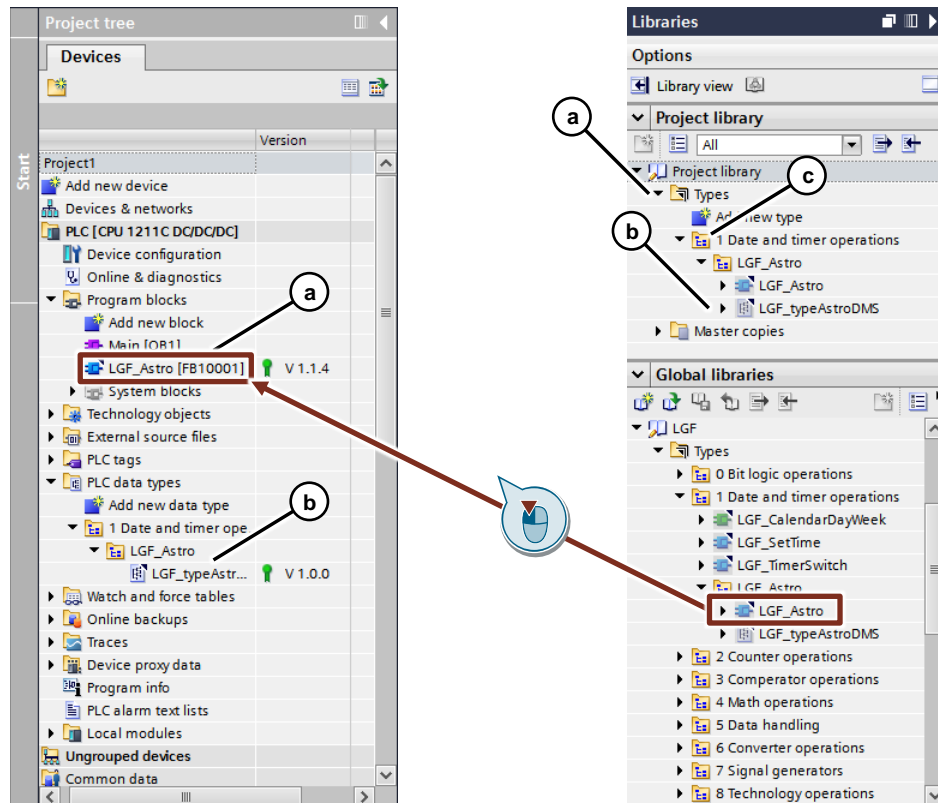 Project tree
Devices
Version
Start
Project1
Add new device
Devices & networks
PLC [CPU 1211C DC/DC/DC]
Device configuration
Online & diagnostics
Program blocks
a
Add new block
Main [OB1]
LGF_Astro [FB10001] V 1.1.4
System blocks
Technology objects
External source files
PLC tags
PLC data types
Add new data type
b
1 Date and timer ope
LGF_Astro
LGF_typeAstr... V 1.0.0
Watch and force tables
Online backups
Traces
Device proxy data
Program info
PLC alarm text lists
Local modules
Ungrouped devices
Common data
Libraries
Options
Library view
Project library
a
All
Project library
c
Types
Add new type
b
1 Date and timer operations
LGF_Astro
LGF_Astro
LGF_typeAstroDMS
Master copies
Global libraries
LGF
Types
0 Bit logic operations
1 Date and timer operations
LGF_CalendarDayWeek
LGF_SetTime
LGF_TimerSwitch
LGF_Astro
LGF_Astro
LGF_typeAstroDMS
2 Counter operations
3 Comperator operations
4 Math operations
5 Data handling
6 Converter operations
7 Signal generators
8 Technology operations